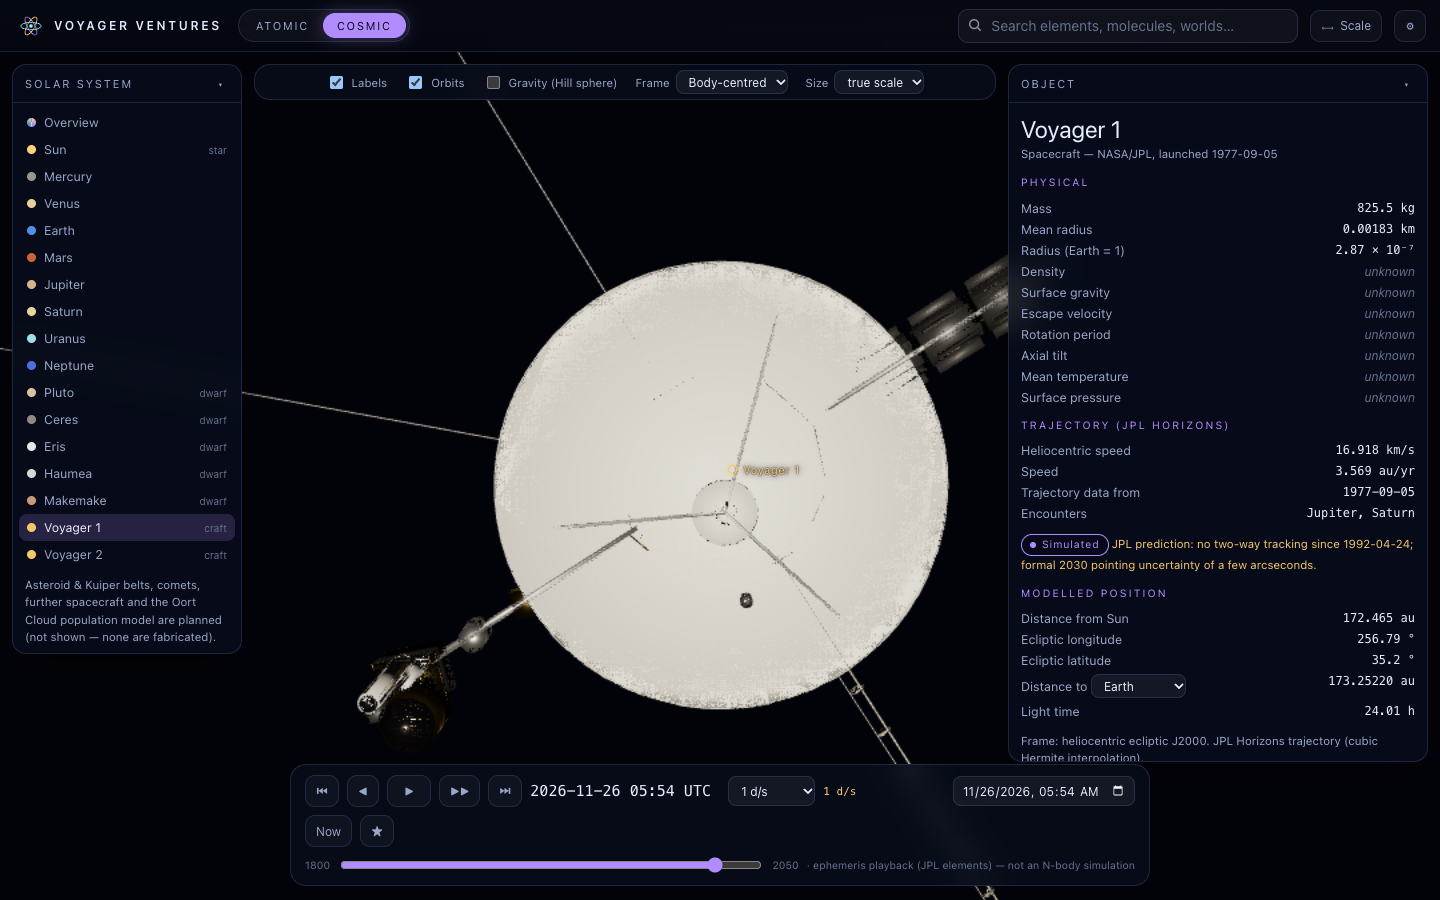 VOYAGER VENTURES
ATOMIC
COSMIC
Search elements, molecules, worlds...
Scale
SOLAR SYSTEM
Overview
Sun star
Mercury
Venus
Earth
Mars
Jupiter
Saturn
Uranus
Neptune
Pluto dwarf
Ceres dwarf
Eris dwarf
Haumea dwarf
Makemake dwarf
Voyager 1 craft
Voyager 2 craft
Asteroid & Kuiper belts, comets,
further spacecraft and the Oort
Cloud population model are planned
(not shown — none are fabricated).
Labels Orbits Gravity (Hill sphere) Frame Body-centred Size true scale
Voyager 1
OBJECT
Voyager 1
Spacecraft — NASA/JPL, launched 1977-09-05
PHYSICAL
Mass 825.5 kg
Mean radius 0.00183 km
Radius (Earth = 1) 2.87 × 10⁻⁷
Density unknown
Surface gravity unknown
Escape velocity unknown
Rotation period unknown
Axial tilt unknown
Mean temperature unknown
Surface pressure unknown
TRAJECTORY (JPL HORIZONS)
Heliocentric speed 16.918 km/s
Speed 3.569 au/yr
Trajectory data from 1977-09-05
Encounters Jupiter, Saturn
Simulated JPL prediction: no two-way tracking since 1992-04-24;
formal 2030 pointing uncertainty of a few arcseconds.
MODELLED POSITION
Distance from Sun 172.465 au
Ecliptic longitude 256.79 °
Ecliptic latitude 35.2 °
Distance to Earth 173.25220 au
Light time 24.01 h
Frame: heliocentric ecliptic J2000. JPL Horizons trajectory (cubic
Hermite interpolation)
2026-11-26 05:54 UTC 1 d/s 1 d/s 11/26/2026, 05:54 AM
Now
1800 2050 · ephemeris playback (JPL elements) — not an N-body simulation